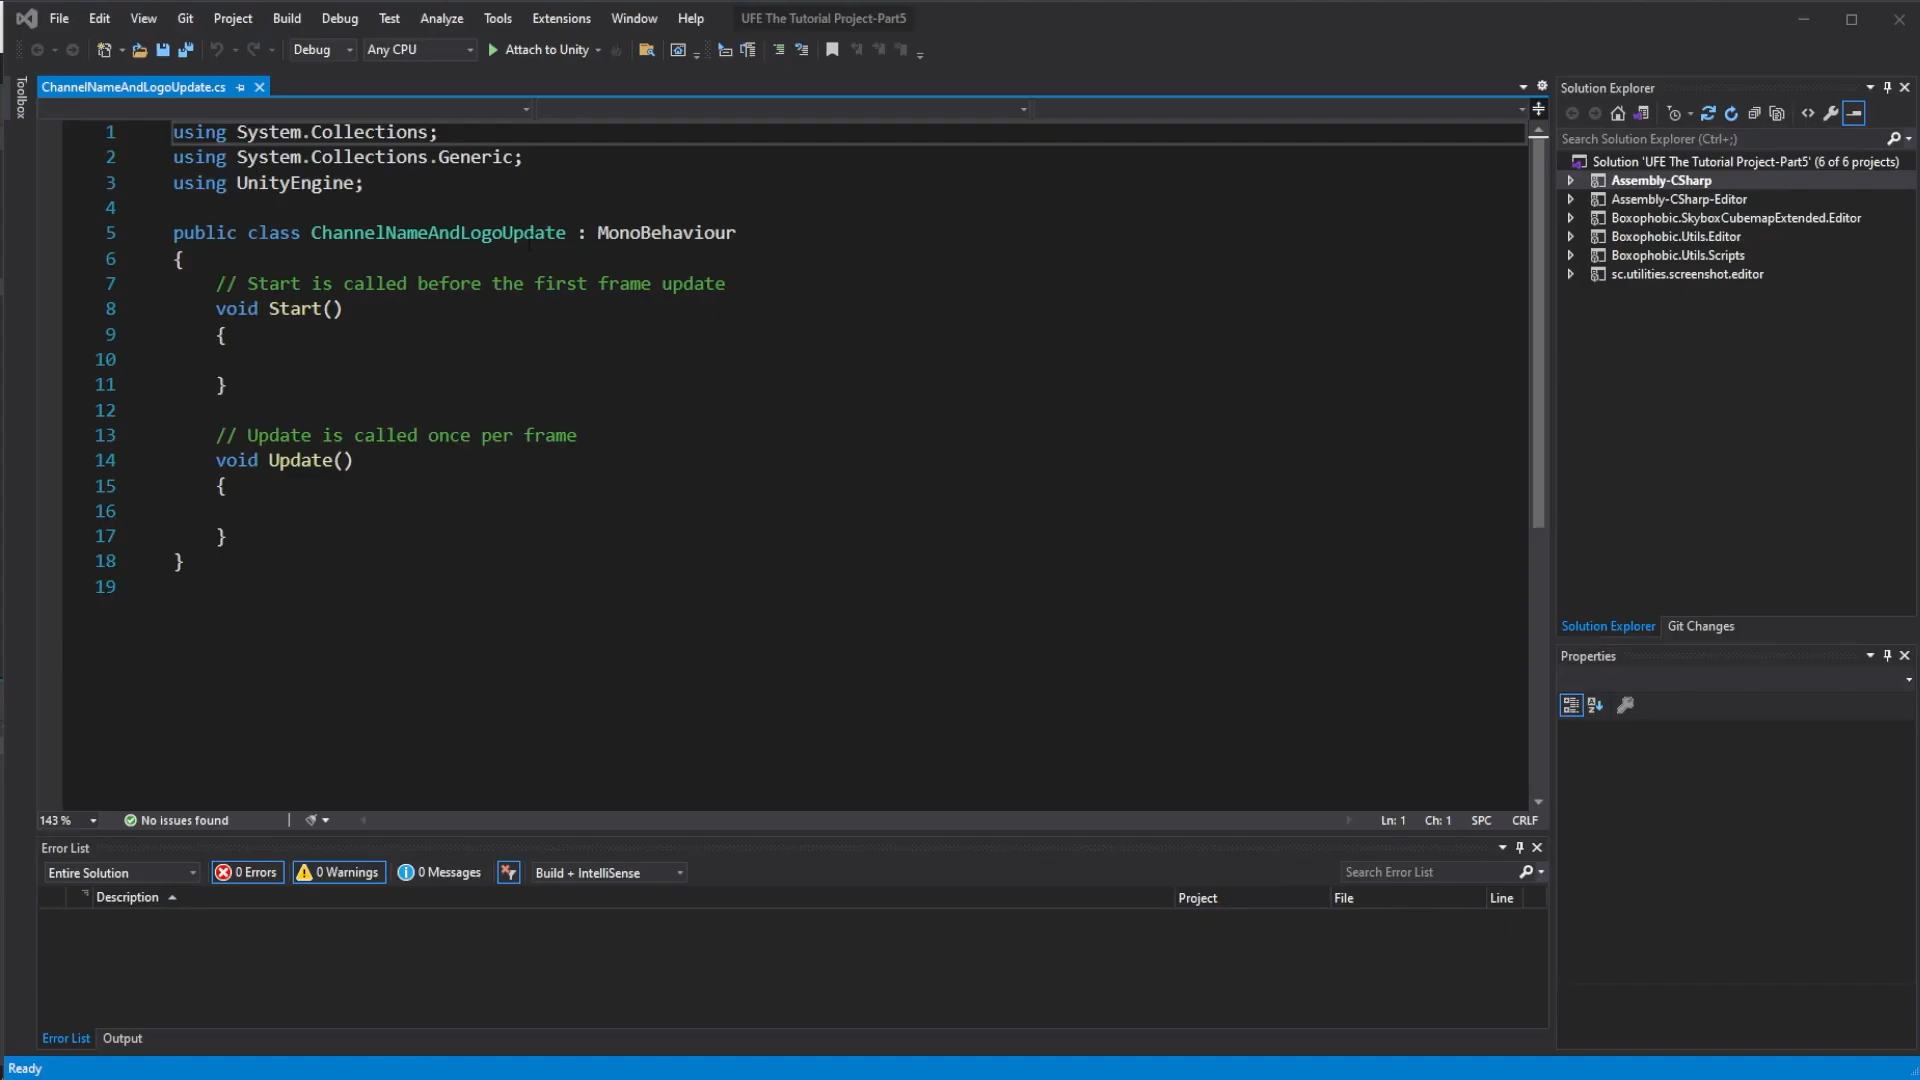 File Edit View Git Project Build Debug Test Analyze Tools Extensions Window Help UFE The Tutorial Project-Part5
Debug Any CPU Attach to Unity
Toolbox
ChannelNameAndLogoUpdate.cs
1 using System.Collections;
2 using System.Collections.Generic;
3 using UnityEngine;
4
5 public class ChannelNameAndLogoUpdate : MonoBehaviour
6 {
7 // Start is called before the first frame update
8 void Start()
9 {
10
11 }
12
13 // Update is called once per frame
14 void Update()
15 {
16
17 }
18 }
19
143 % No issues found Ln: 1 Ch: 1 SPC CRLF
Error List
Entire Solution 0 Errors 0 Warnings 0 Messages Build + IntelliSense Search Error List
Description Project File Line
Error List Output
Ready
Solution Explorer
Search Solution Explorer (Ctrl+;)
Solution 'UFE The Tutorial Project-Part5' (6 of 6 projects)
Assembly-CSharp
Assembly-CSharp-Editor
Boxophobic.SkyboxCubemapExtended.Editor
Boxophobic.Utils.Editor
Boxophobic.Utils.Scripts
sc.utilities.screenshot.editor
Solution Explorer Git Changes
Properties